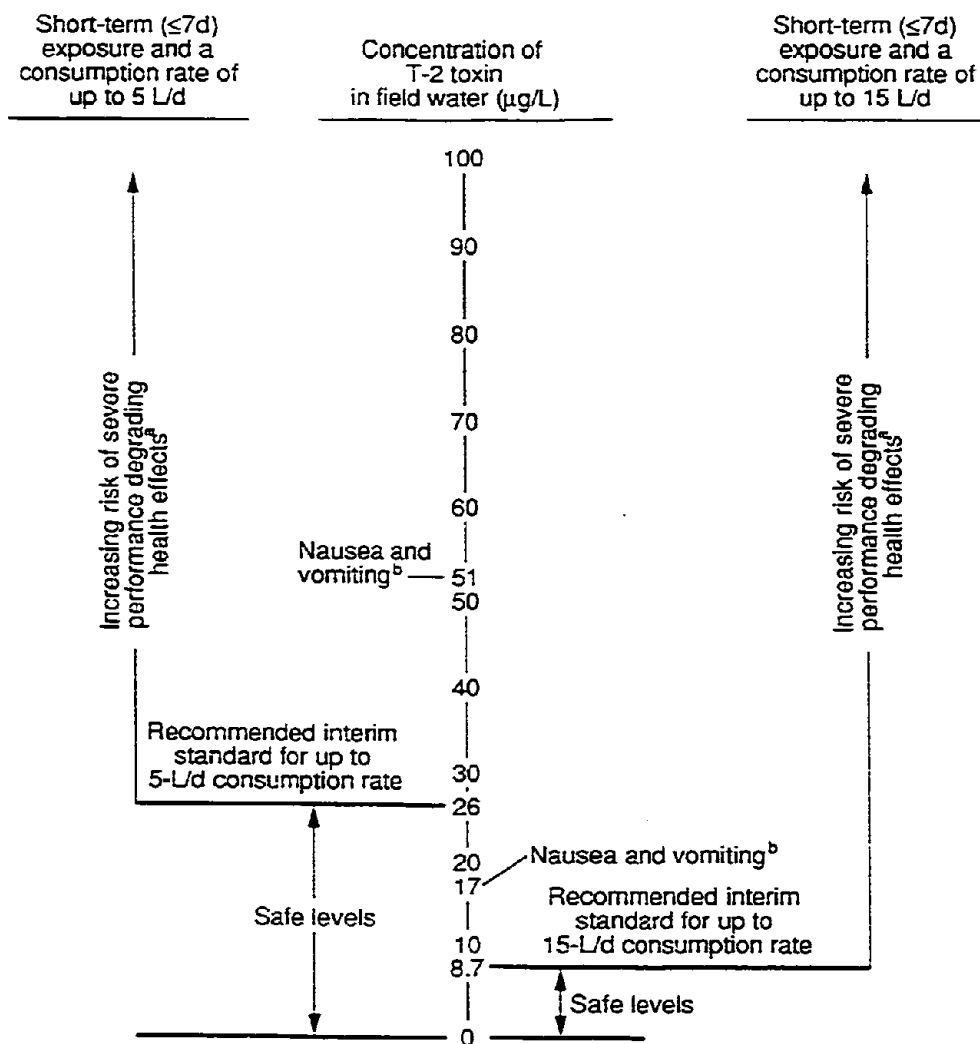 Short-term (≤7d)
exposure and a
consumption rate of
up to 5 L/d
Concentration of
T-2 toxin
in field water (µg/L)
Short-term (≤7d)
exposure and a
consumption rate of
up to 15 L/d
100
90
80
70
60
Nausea and
vomitingᵇ
51
50
40
30
26
20
17
10
8.7
0
Increasing risk of severe
performance degrading
health effectsᵃ
Recommended interim
standard for up to
5-L/d consumption rate
Safe levels
Nausea and vomitingᵇ
Recommended interim
standard for up to
15-L/d consumption rate
Safe levels
Increasing risk of severe
performance degrading
health effectsᵃ